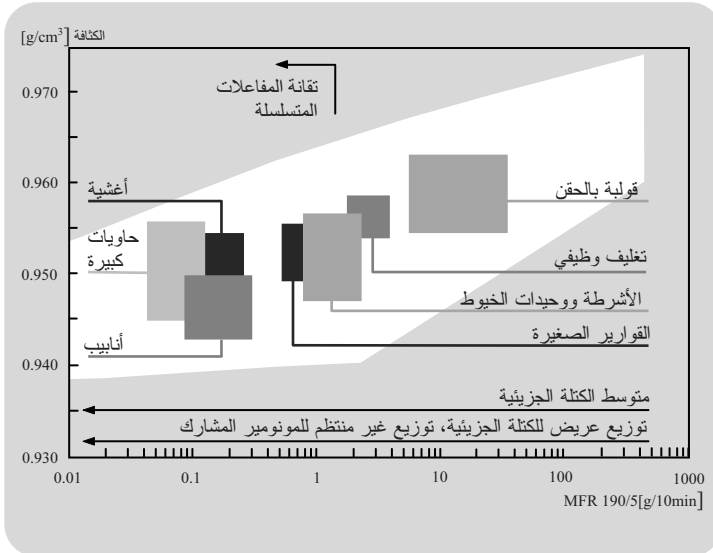 الكثافة [g/cm³]
0.970
0.960
0.950
0.940
0.930
تقانة المفاعلات
المتسلسلة
أغشية
حاويات
كبيرة
أنابيب
قولبة بالحقن
تغليف وظيفي
الأشرطة ووحيدات الخيوط
القوارير الصغيرة
متوسط الكتلة الجزيئية
توزيع عريض للكتلة الجزيئية، توزيع غير منتظم للمونومير المشارك
0.01 0.1 1 10 100 1000
MFR 190/5[g/10min]